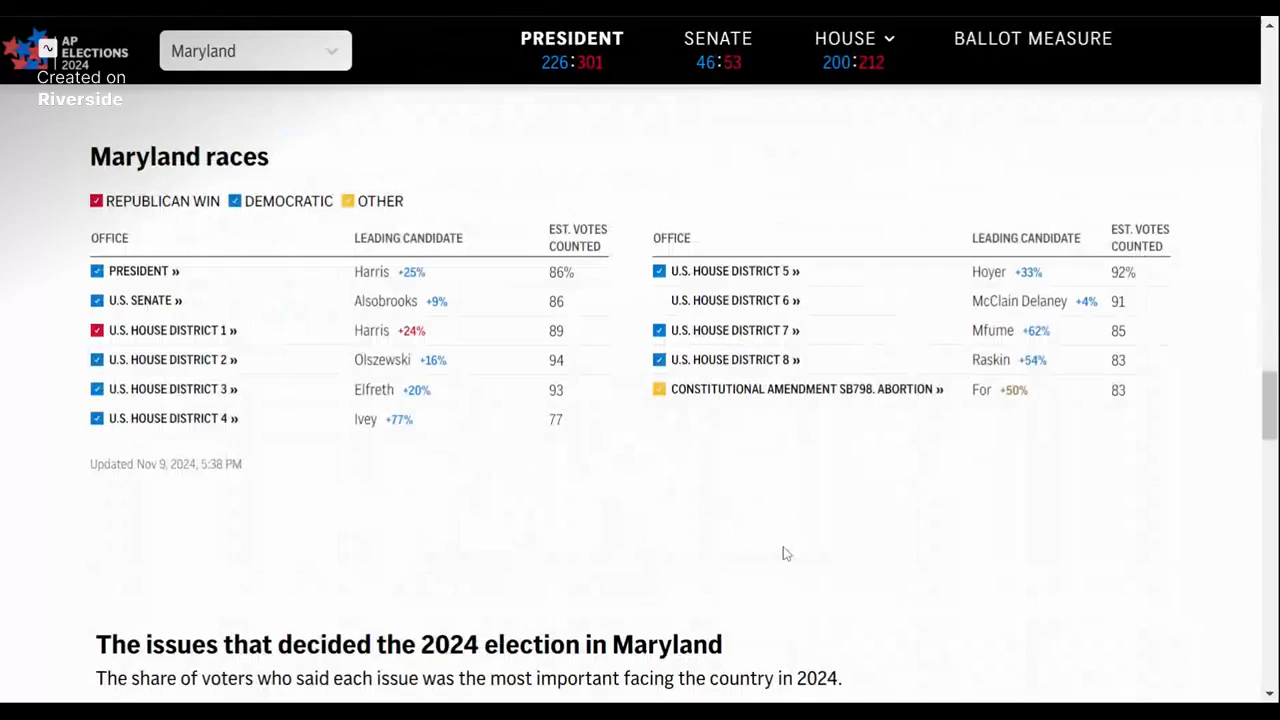 AP
ELECTIONS
2024
Created on
Riverside
Maryland
PRESIDENT
226:301
SENATE
46:53
HOUSE
200:212
BALLOT MEASURE
Maryland races
REPUBLICAN WIN DEMOCRATIC OTHER
OFFICE LEADING CANDIDATE EST. VOTES COUNTED
PRESIDENT » Harris +25% 86%
U.S. SENATE » Alsobrooks +9% 86
U.S. HOUSE DISTRICT 1 » Harris +24% 89
U.S. HOUSE DISTRICT 2 » Olszewski +16% 94
U.S. HOUSE DISTRICT 3 » Elfreth +20% 93
U.S. HOUSE DISTRICT 4 » Ivey +77% 77
OFFICE LEADING CANDIDATE EST. VOTES COUNTED
U.S. HOUSE DISTRICT 5 » Hoyer +33% 92%
U.S. HOUSE DISTRICT 6 » McClain Delaney +4% 91
U.S. HOUSE DISTRICT 7 » Mfume +62% 85
U.S. HOUSE DISTRICT 8 » Raskin +54% 83
CONSTITUTIONAL AMENDMENT SB798. ABORTION » For +50% 83
Updated Nov 9, 2024, 5:38 PM
The issues that decided the 2024 election in Maryland
The share of voters who said each issue was the most important facing the country in 2024.